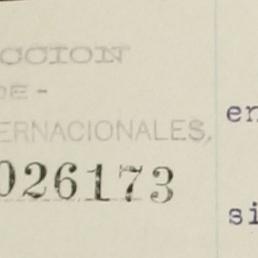 CCION
DE -
ERNACIONALES,
026173
en
si